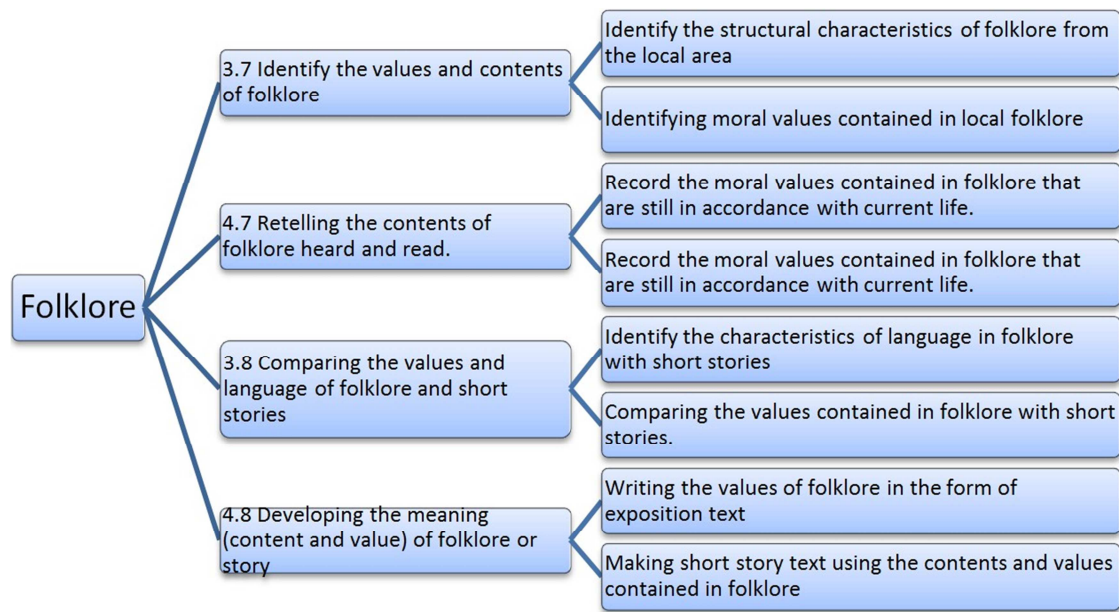 Folklore
3.7 Identify the values and contents
of folklore
Identify the structural characteristics of folklore from
the local area
Identifying moral values contained in local folklore
4.7 Retelling the contents of
folklore heard and read.
Record the moral values contained in folklore that
are still in accordance with current life.
Record the moral values contained in folklore that
are still in accordance with current life.
3.8 Comparing the values and
language of folklore and short
stories
Identify the characteristics of language in folklore
with short stories
Comparing the values contained in folklore with short
stories.
4.8 Developing the meaning
(content and value) of folklore or
story
Writing the values of folklore in the form of
exposition text
Making short story text using the contents and values
contained in folklore